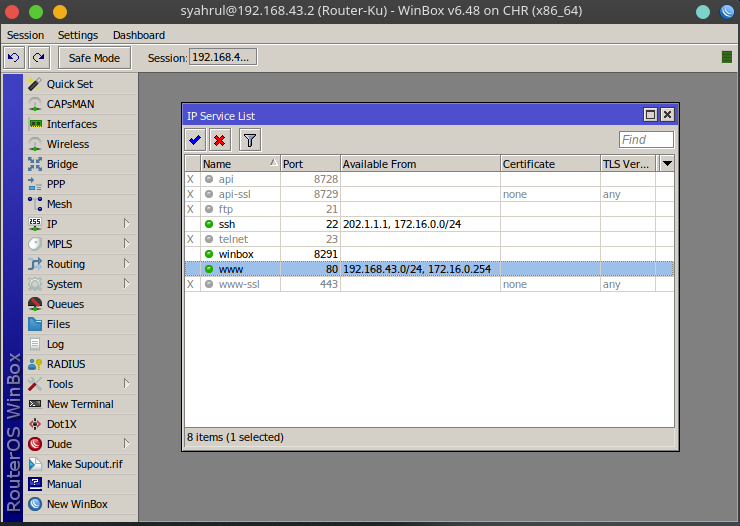 syahrul@192.168.43.2 (Router-Ku) - WinBox v6.48 on CHR (x86_64)
Session Settings Dashboard
Safe Mode Session: 192.168.4...
RouterOS WinBox
Quick Set
CAPsMAN
Interfaces
Wireless
Bridge
PPP
Mesh
IP
MPLS
Routing
System
Queues
Files
Log
RADIUS
Tools
New Terminal
Dot1X
Dude
Make Supout.rif
Manual
New WinBox
IP Service List
Find
Name Port Available From Certificate TLS Ver...
X api 8728
X api-ssl 8729 none any
X ftp 21
ssh 22 202.1.1.1, 172.16.0.0/24
X telnet 23
winbox 8291
www 80 192.168.43.0/24, 172.16.0.254
X www-ssl 443 none any
8 items (1 selected)